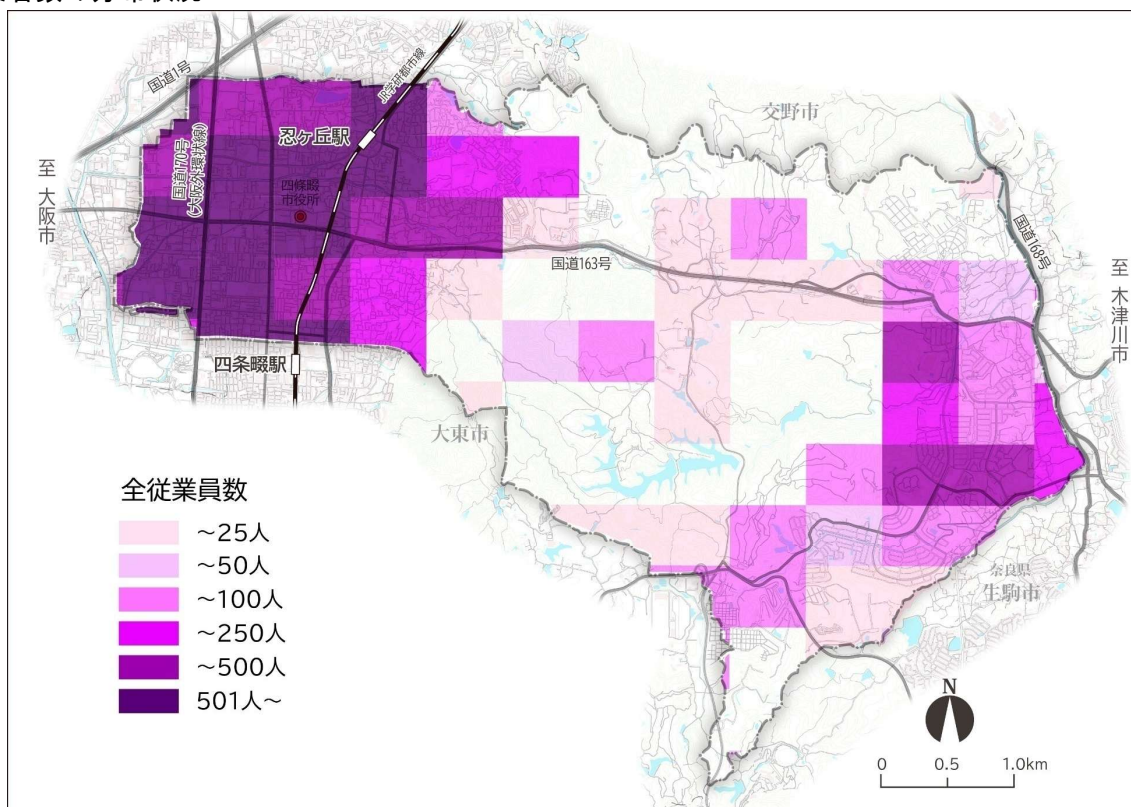 国道1号
JR学研都市線
交野市
忍ヶ丘駅
至 大阪市
国道170号
(大阪外環状線)
四條畷
市役所
国道168号
国道163号
至 木津川市
四条畷駅
大東市
全従業員数
～25人
～50人
～100人
～250人
～500人
501人～
奈良県
生駒市
N
0 0.5 1.0km